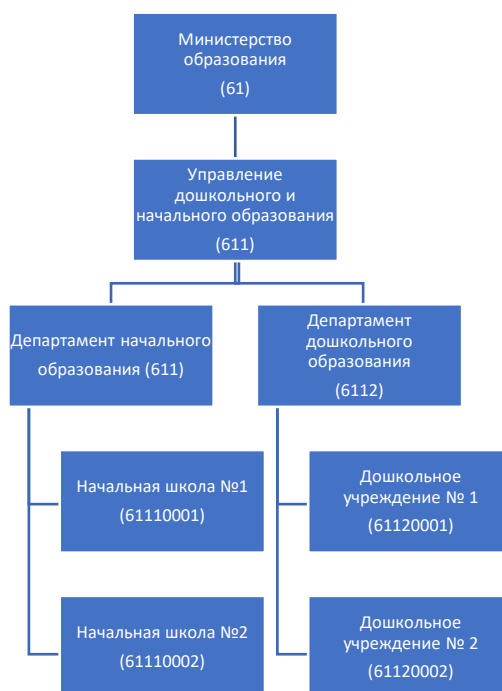 Министерство
образования
(61)
Управление
дошкольного и
начального образования
(611)
Департамент начального
образования (611)
Департамент
дошкольного
образования
(6112)
Начальная школа №1
(61110001)
Дошкольное
учреждение № 1
(61120001)
Начальная школа №2
(61110002)
Дошкольное
учреждение № 2
(61120002)